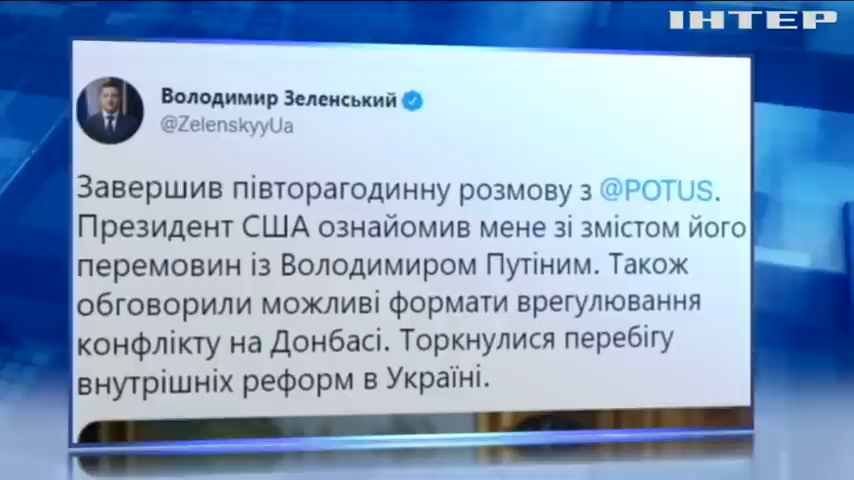 ІНТЕР
Володимир Зеленський
@ZelenskyyUa
Завершив півторагодинну розмову з @POTUS.
Президент США ознайомив мене зі змістом його
перемовин із Володимиром Путіним. Також
обговорили можливі формати врегулювання
конфлікту на Донбасі. Торкнулися перебігу
внутрішніх реформ в Україні.